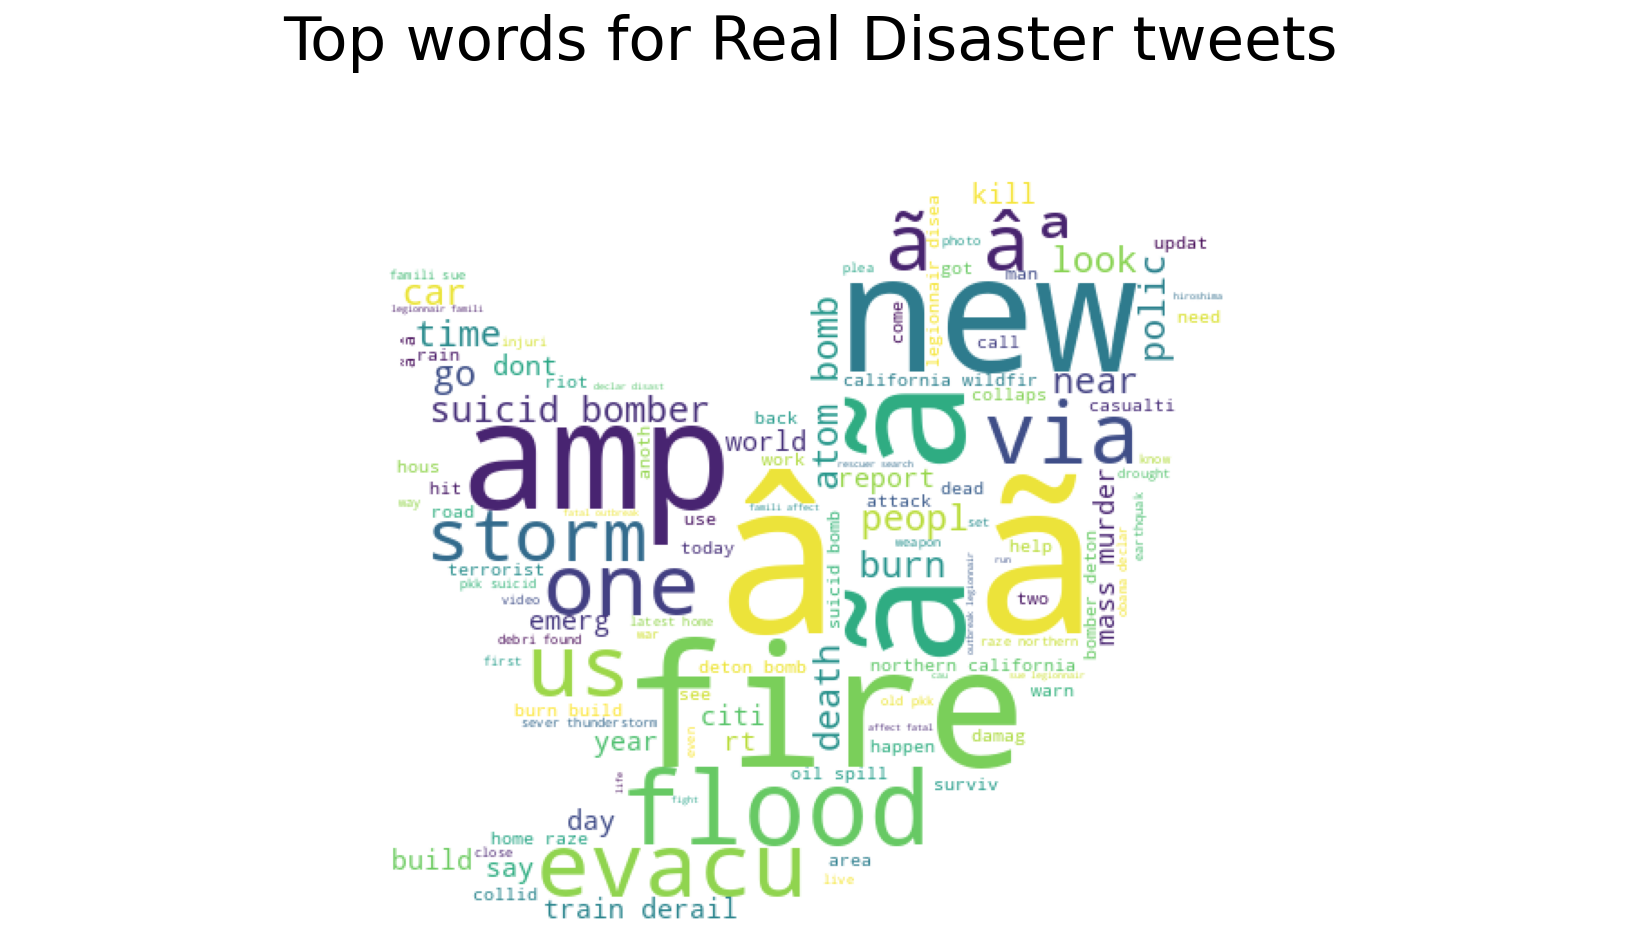 Top words for Real Disaster tweets
kill
ã
â
a
legionnair disea
photo
updat
look
plea
got
man
polic
famili sue
car
legionnair famili
new
come
call
hiroshima
need
atom bomb
time
injuri
rain
go
dont
riot
declar disast
california wildfir
near
collaps
casualti
suicid bomber
amp
anoth
back
world
work
ã
via
rescuer search
report
know
drought
hous
hit
way
road
storm
fatal outbreak
use
today
â
famili affect
attack
dead
peopl
set
weapon
ã
mass murder
earthquak
obama declar
bomber deton
help
run
two
burn
suicid bomb
outbreak legionnair
terrorist
pkk suicid
video
one
emerg
debri found
latest home
war
first
us
ã
raze northern
northern california
cau
sue legionnair
warn
fire
deton bomb
see
death
burn build
sever thunderstorm
citi
year
rt
even
old pkk
affect fatal
happen
damag
oil spill
surviv
life
flood
fight
day
home raze
build
close
say
evacu
area
live
collid
train derail